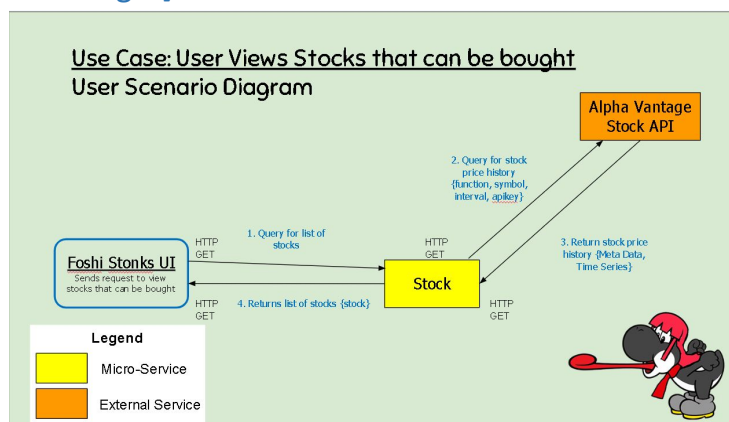 Use Case: User Views Stocks that can be bought
User Scenario Diagram
Alpha Vantage
Stock API
2. Query for stock
price history
{function, symbol,
interval, apikey}
1. Query for list of
stocks
HTTP
GET
HTTP
GET
3. Return stock price
history {Meta Data,
Time Series}
Foshi Stonks UI
Sends request to view
stocks that can be bought
Stock
HTTP
GET
4. Returns list of stocks {stock}
HTTP
GET
Legend
Micro-Service
External Service